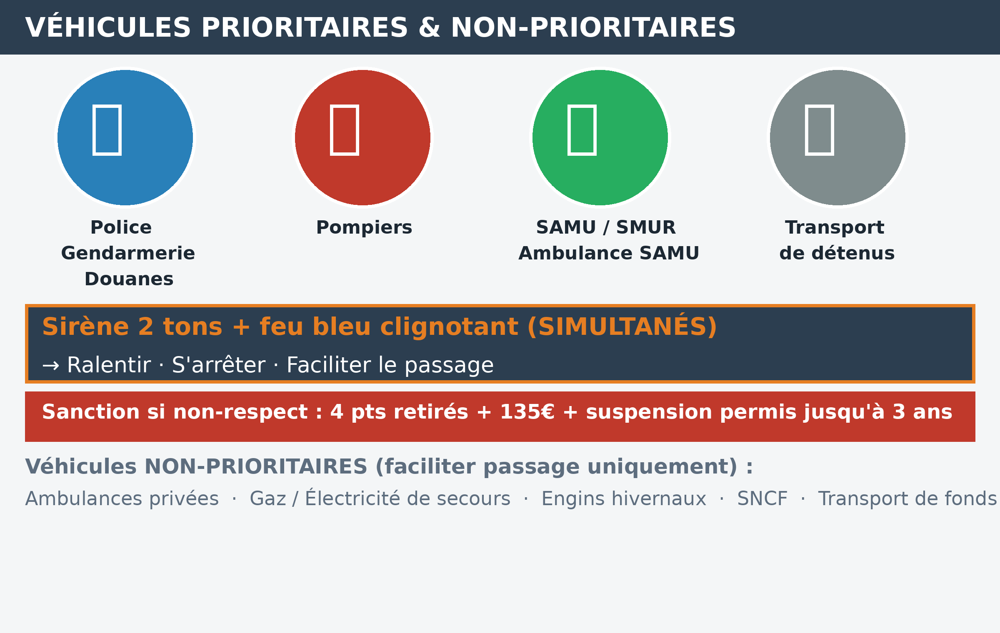 VÉHICULES PRIORITAIRES & NON-PRIORITAIRES
Police
Gendarmerie
Douanes
Pompiers
SAMU / SMUR
Ambulance SAMU
Transport
de détenus
Sirène 2 tons + feu bleu clignotant (SIMULTANÉS)
→ Ralentir · S'arrêter · Faciliter le passage
Sanction si non-respect : 4 pts retirés + 135€ + suspension permis jusqu'à 3 ans
Véhicules NON-PRIORITAIRES (faciliter passage uniquement) :
Ambulances privées · Gaz / Électricité de secours · Engins hivernaux · SNCF · Transport de fonds